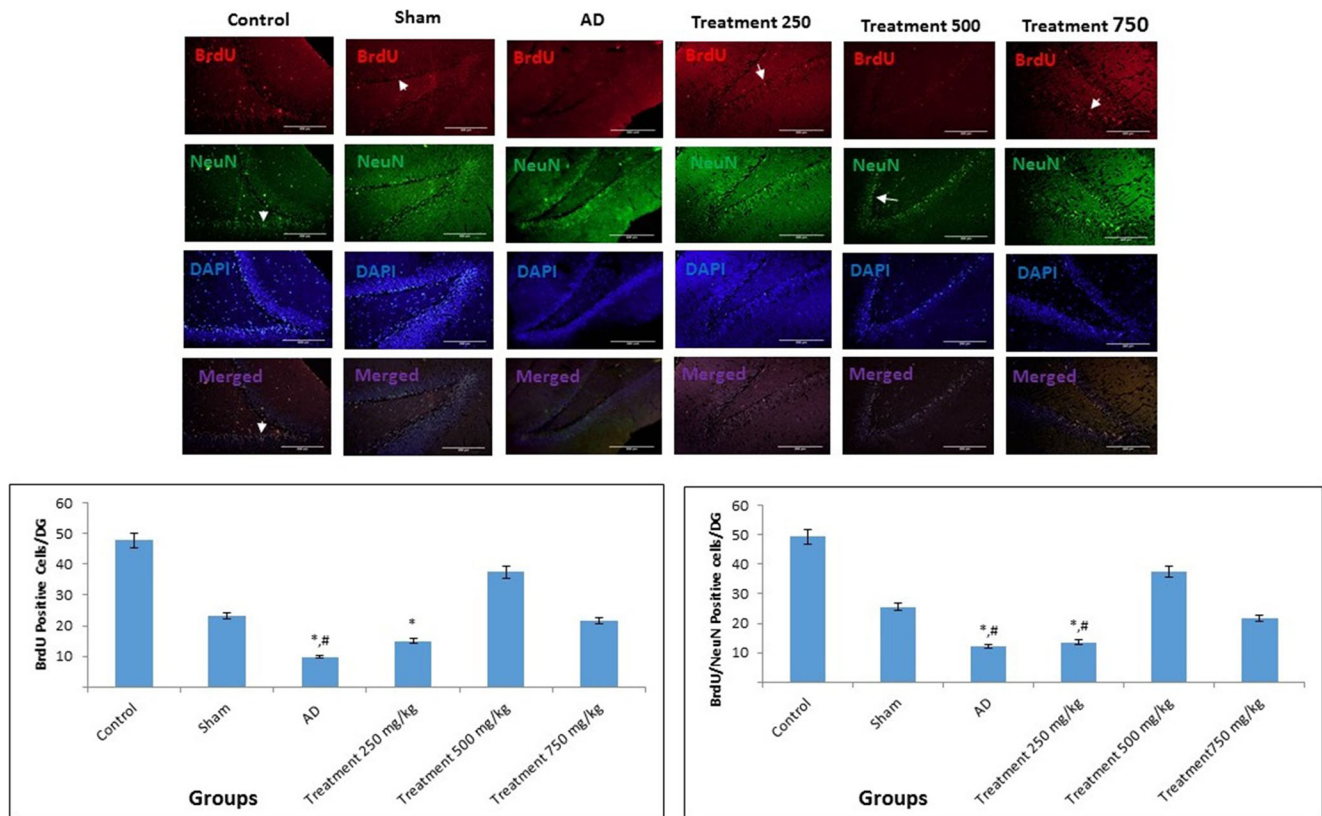 Control Sham AD Treatment 250 Treatment 500 Treatment 750
BrdU BrdU BrdU BrdU BrdU BrdU
NeuN NeuN NeuN NeuN NeuN NeuN
DAPI DAPI DAPI DAPI DAPI DAPI
Merged Merged Merged Merged Merged Merged
BrdU Positive Cells/DG
60
50
40
30
20
10
*,#
*
Control
Sham
AD
Treatment 250 mg/kg
Treatment 500 mg/kg
Treatment 750 mg/kg
Groups
BrdU/NeuN Positive cells/DG
60
50
40
30
20
10
0
*,#
*,#
Control
Sham
AD
Treatment 250 mg/kg
Treatment 500 mg/kg
Treatment750 mg/kg
Groups